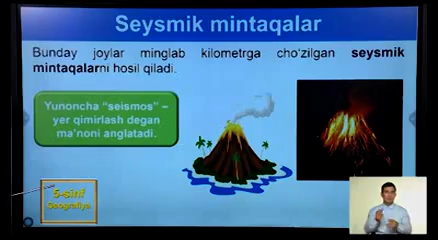 Seysmik mintaqalar
Bunday joylar minglab kilometrga cho‘zilgan seysmik
mintaqalarni hosil qiladi.
Yunoncha “seismos” –
yer qimirlash degan
ma’noni anglatadi.
5-sinf
Geografiya